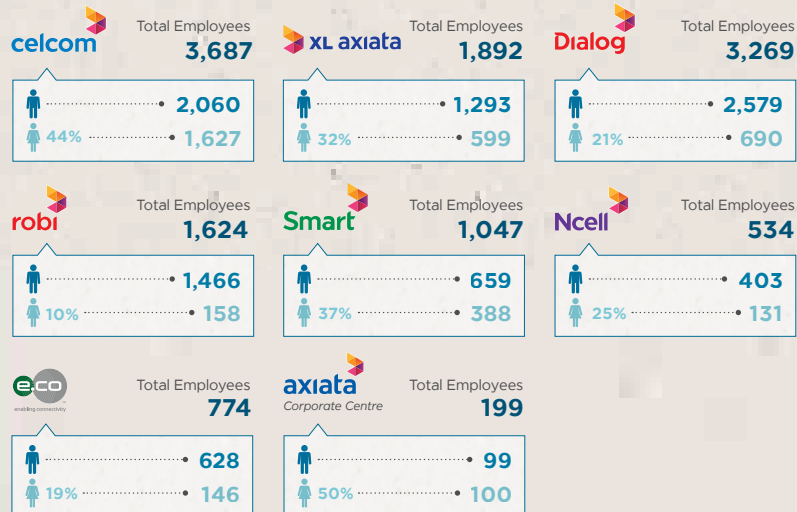 celcom
Total Employees
3,687
2,060
44% 1,627
XL axiata
Total Employees
1,892
1,293
32% 599
Dialog
Total Employees
3,269
2,579
21% 690
robi
Total Employees
1,624
1,466
10% 158
Smart
Total Employees
1,047
659
37% 388
Ncell
Total Employees
534
403
25% 131
e.co
enabling connectivity
Total Employees
774
628
19% 146
axiata
Corporate Centre
Total Employees
199
99
50% 100